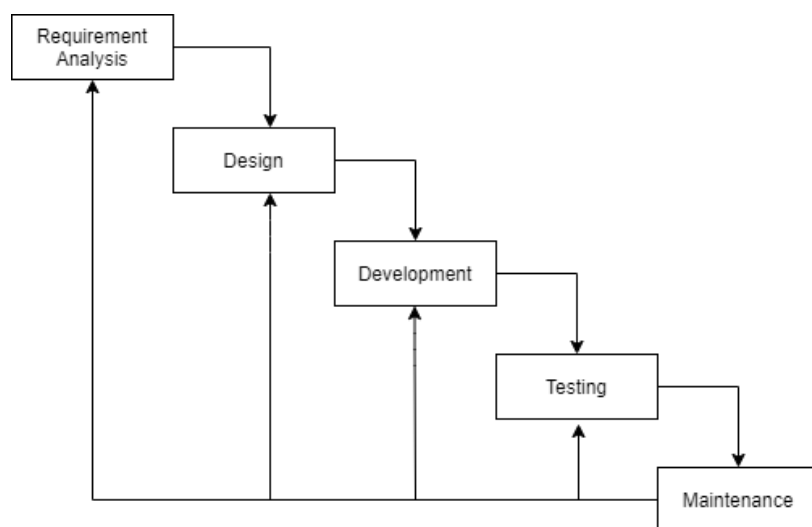 Requirement
Analysis
Design
Development
Testing
Maintenance